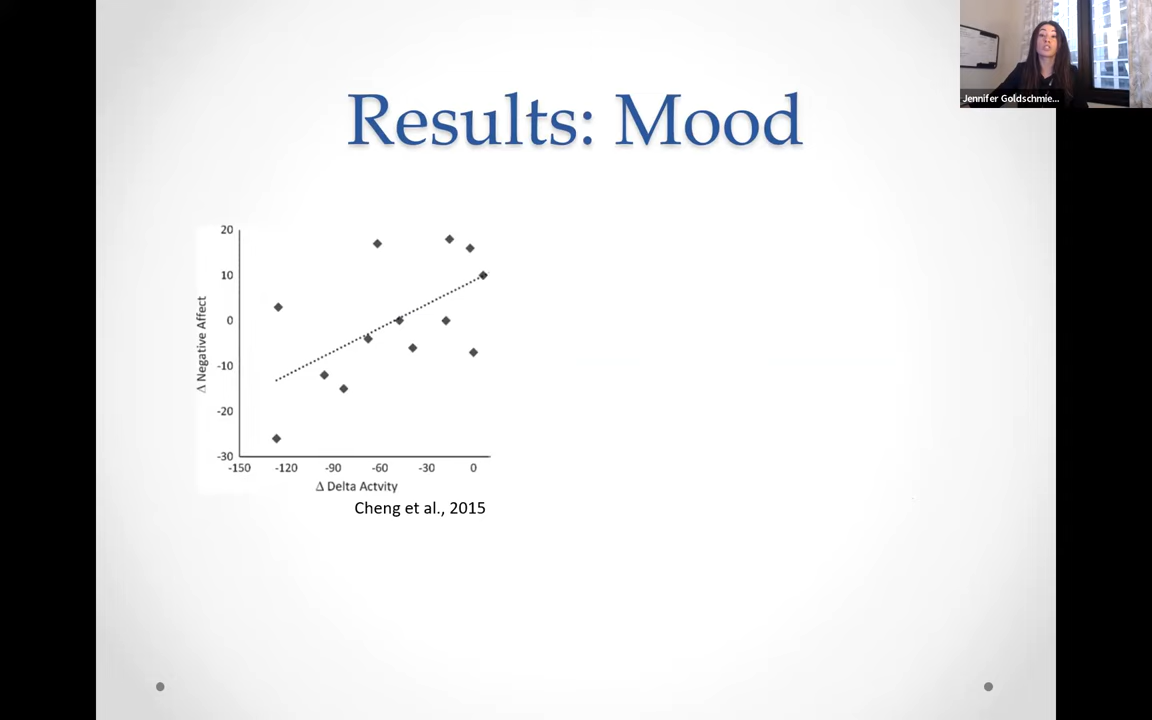 Jennifer Goldschmie...
Results: Mood
20
10
0
-10
-20
-30
Δ Negative Affect
-150 -120 -90 -60 -30 0
Δ Delta Actvity
Cheng et al., 2015